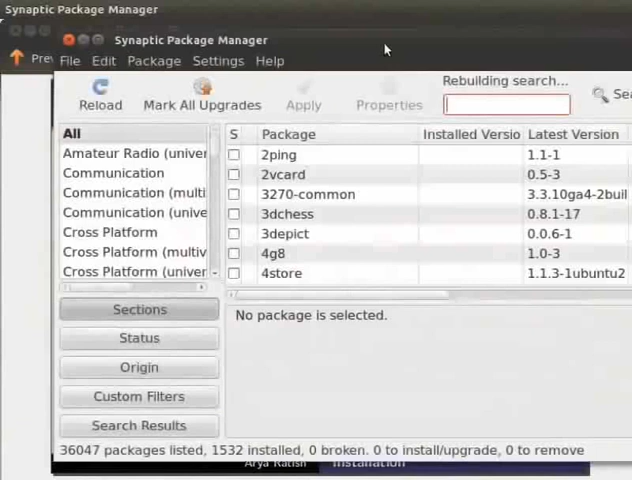 Synaptic Package Manager
Synaptic Package Manager
Prev
File Edit Package Settings Help
Rebuilding search...
Reload Mark All Upgrades Apply Properties Sea
All
Amateur Radio (univer
Communication
Communication (multi
Communication (unive
Cross Platform
Cross Platform (multiv
Cross Platform (univer
S Package Installed Versio Latest Version
2ping 1.1-1
2vcard 0.5-3
3270-common 3.3.10ga4-2buil
3dchess 0.8.1-17
3depict 0.0.6-1
4g8 1.0-3
4store 1.1.3-1ubuntu2
Sections
Status
Origin
Custom Filters
Search Results
No package is selected.
36047 packages listed, 1532 installed, 0 broken. 0 to install/upgrade, 0 to remove
Arya Ratish Installation